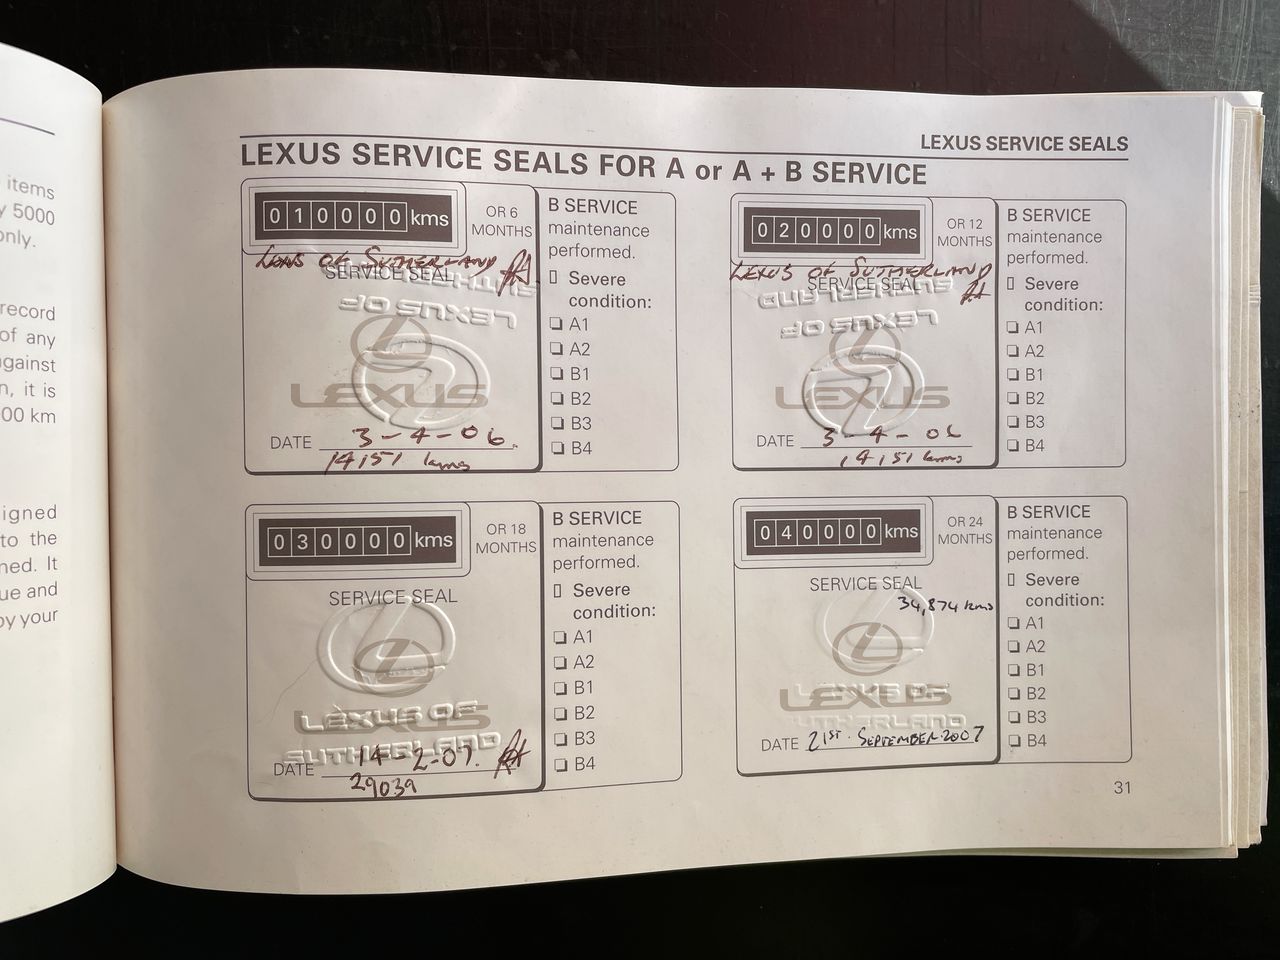 items
y 5000
only.
record
of any
gainst
n, it is
00 km
igned
to the
ned. It
ue and
by your
LEXUS SERVICE SEALS
LEXUS SERVICE SEALS FOR A or A + B SERVICE
010000 kms
OR 6
MONTHS
LEXUS OF SUTHERLAND
SERVICE SEAL
SUTHERLAND
LEXUS OF
LEXUS
DATE 3-4-06.
14151 kms
B SERVICE
maintenance
performed.
▯ Severe
condition:
❏ A1
❏ A2
❏ B1
❏ B2
❏ B3
❏ B4
020000 kms
OR 12
MONTHS
LEXUS OF SUTHERLAND
SERVICE SEAL
SUTHERLAND
LEXUS OF
LEXUS
DATE 3-4-06
14151 kms
B SERVICE
maintenance
performed.
▯ Severe
condition:
❏ A1
❏ A2
❏ B1
❏ B2
❏ B3
❏ B4
030000 kms
OR 18
MONTHS
SERVICE SEAL
LEXUS
LEXUS OF
SUTHERLAND
DATE 14-2-07.
29039
B SERVICE
maintenance
performed.
▯ Severe
condition:
❏ A1
❏ A2
❏ B1
❏ B2
❏ B3
❏ B4
040000 kms
OR 24
MONTHS
SERVICE SEAL
34,874 kms
LEXUS
LEXUS OF
SUTHERLAND
DATE 21ST. SEPTEMBER.2007
B SERVICE
maintenance
performed.
▯ Severe
condition:
❏ A1
❏ A2
❏ B1
❏ B2
❏ B3
❏ B4
31